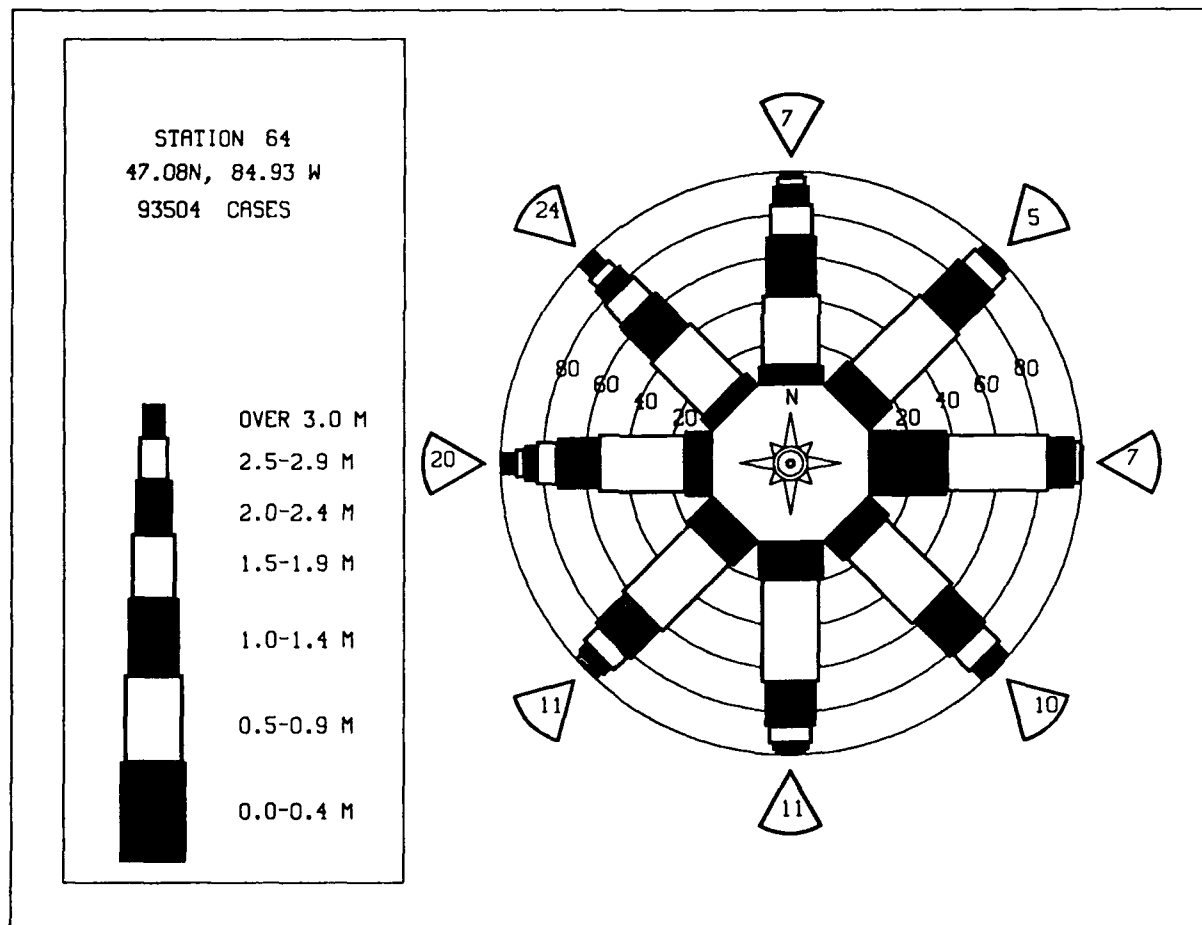 STATION 64
47.08N, 84.93 W
93504 CASES
OVER 3.0 M
2.5-2.9 M
2.0-2.4 M
1.5-1.9 M
1.0-1.4 M
0.5-0.9 M
0.0-0.4 M
7
24
5
80
60
40
20
N
20
40
60
80
20
7
11
10
11